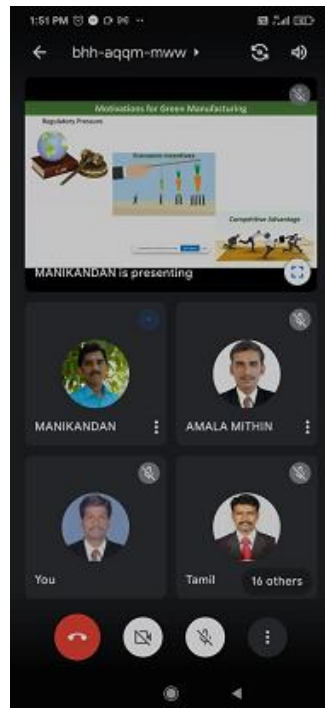 1:51 PM
bhh-aqqm-mww
Motivations for Green Manufacturing
Regulatory Pressure
Economic Incentives
Competitive Advantage
MANIKANDAN is presenting
MANIKANDAN
AMALA MITHIN
You
Tamil
16 others